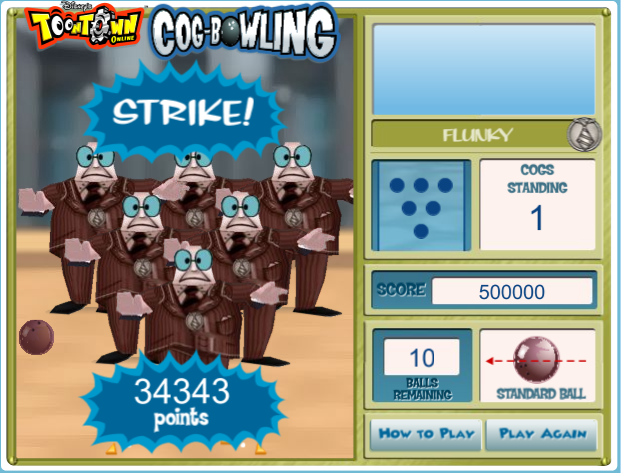 Disney's
TOONTOWN
ONLINE
COG-BOWLING
STRIKE!
FLUNKY
COGS
STANDING
1
SCORE 500000
10
BALLS
REMAINING
STANDARD BALL
34343
points
HOW TO PLAY PLAY AGAIN